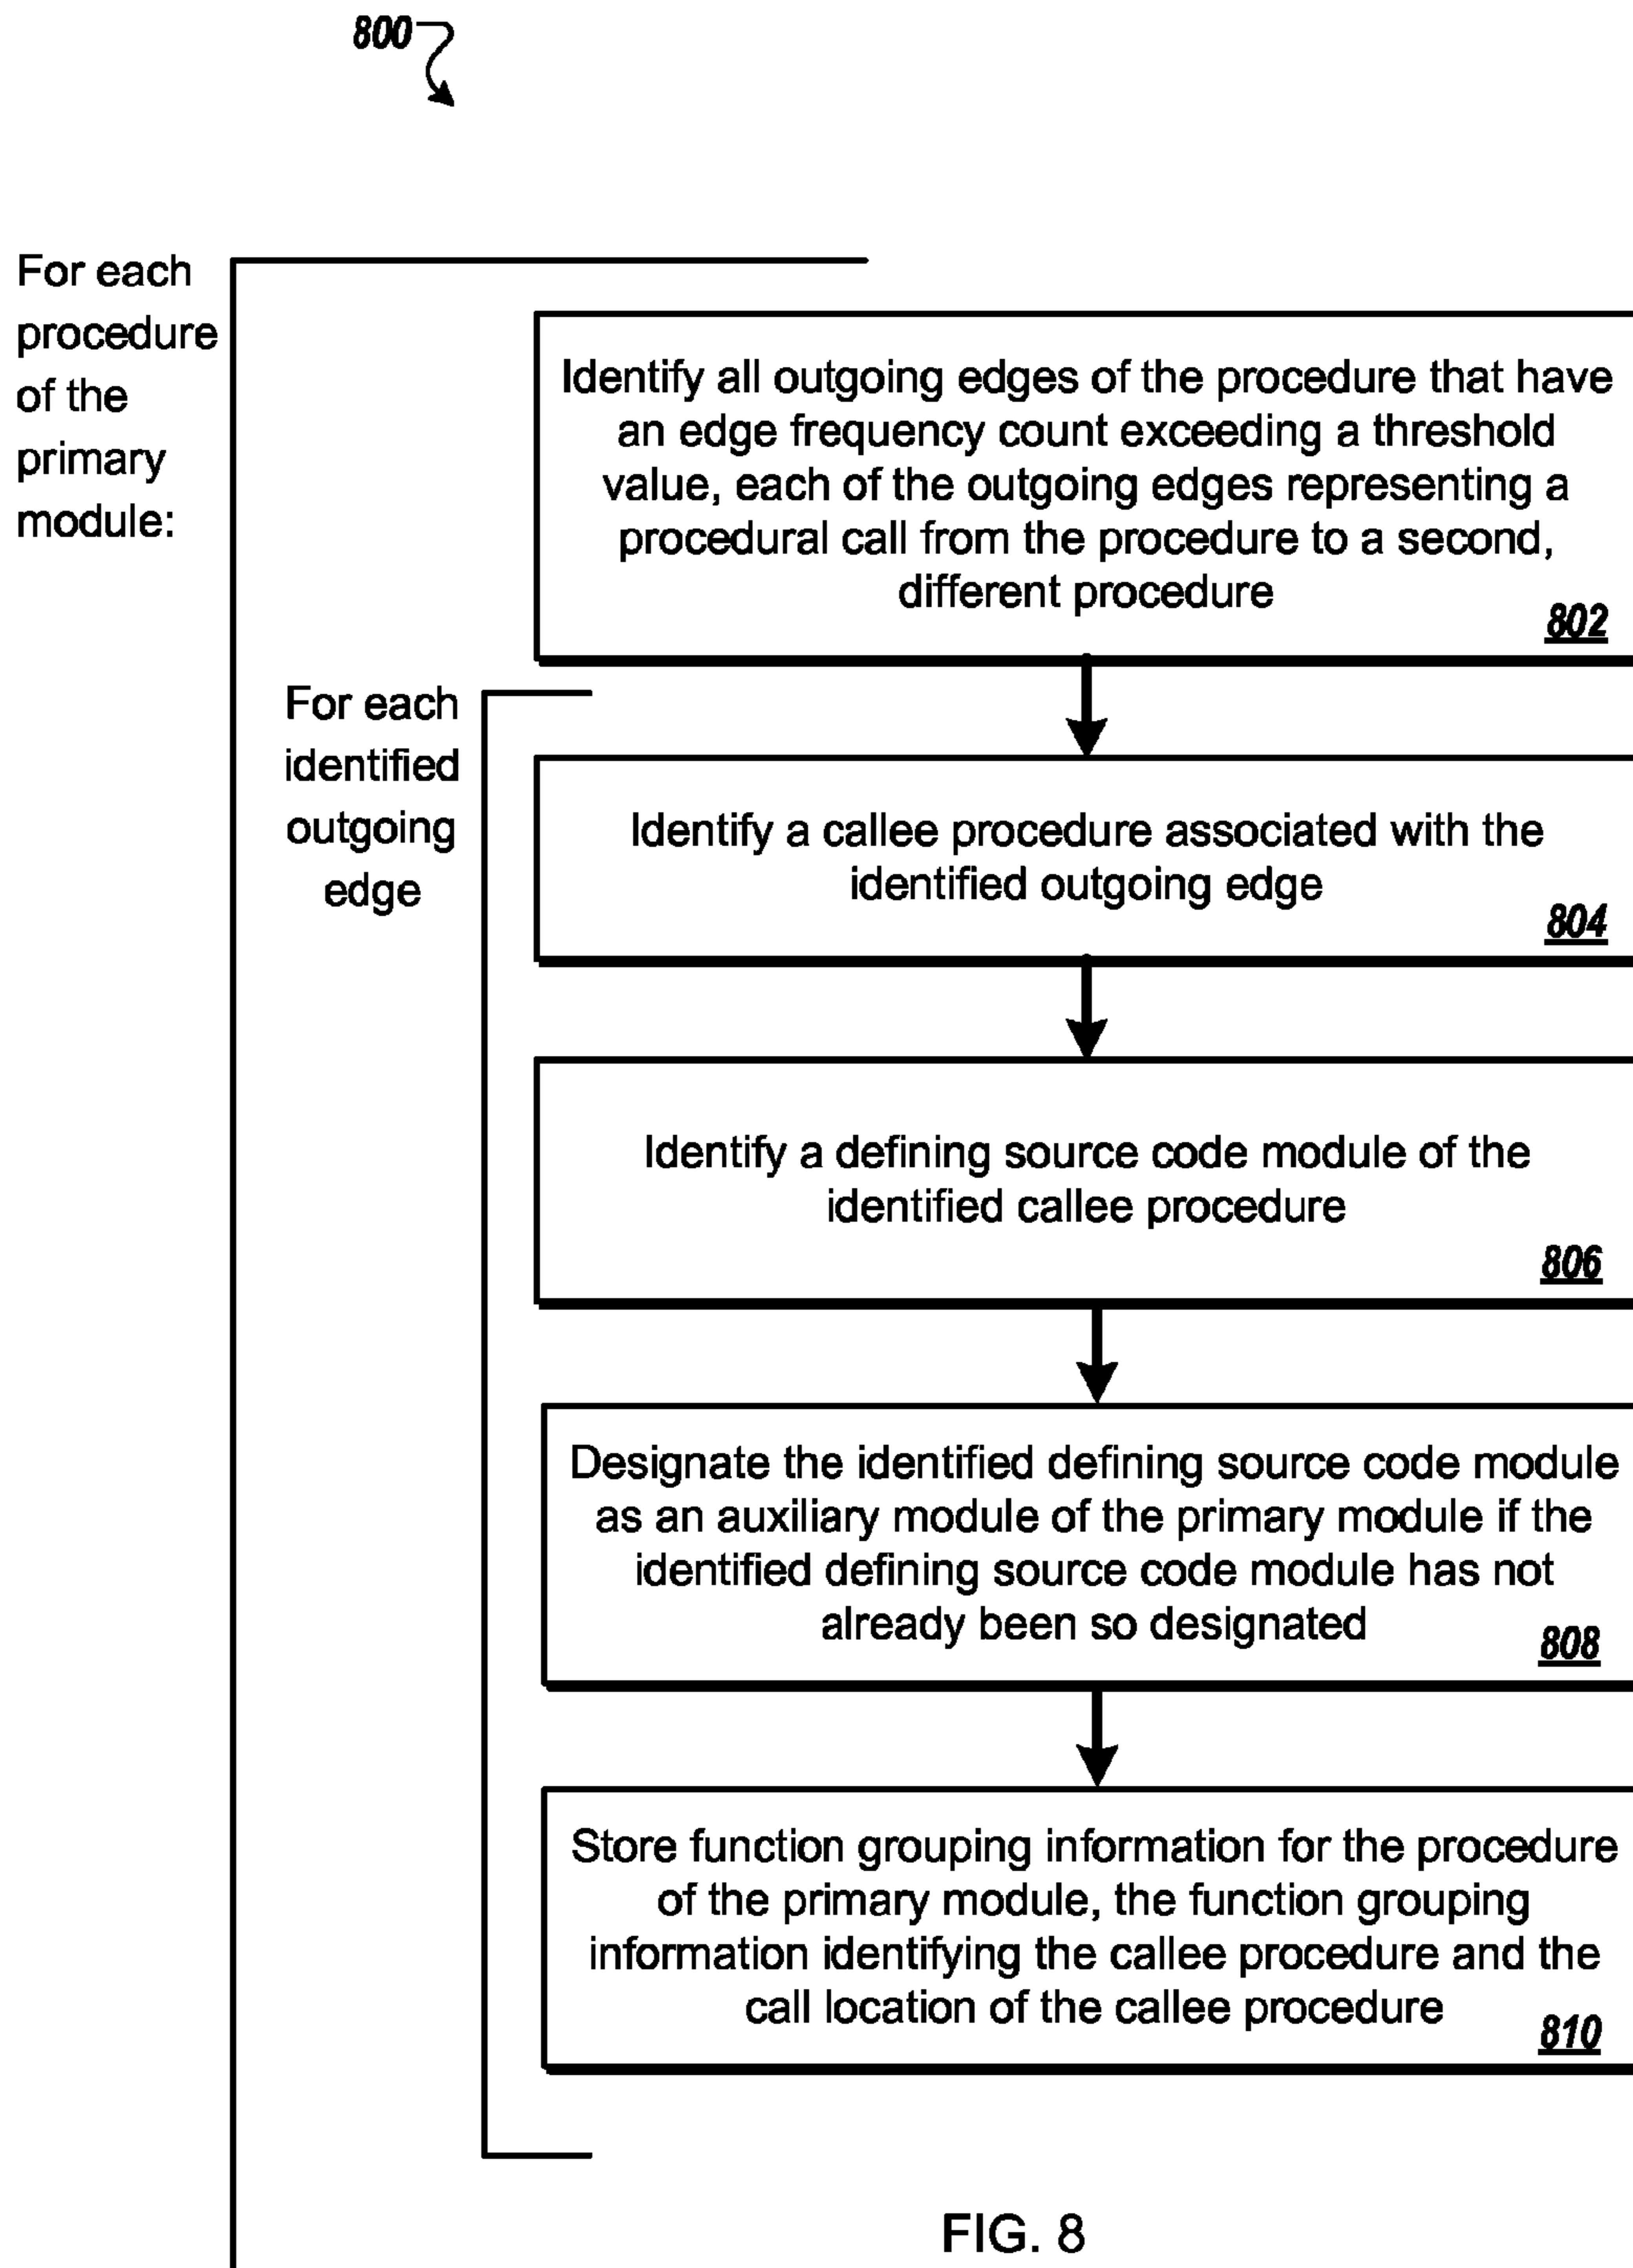 800
For each
procedure
of the
primary
module:
Identify all outgoing edges of the procedure that have
an edge frequency count exceeding a threshold
value, each of the outgoing edges representing a
procedural call from the procedure to a second,
different procedure
802
For each
identified
outgoing
edge
Identify a callee procedure associated with the
identified outgoing edge
804
Identify a defining source code module of the
identified callee procedure
806
Designate the identified defining source code module
as an auxiliary module of the primary module if the
identified defining source code module has not
already been so designated
808
Store function grouping information for the procedure
of the primary module, the function grouping
information identifying the callee procedure and the
call location of the callee procedure
810
FIG. 8